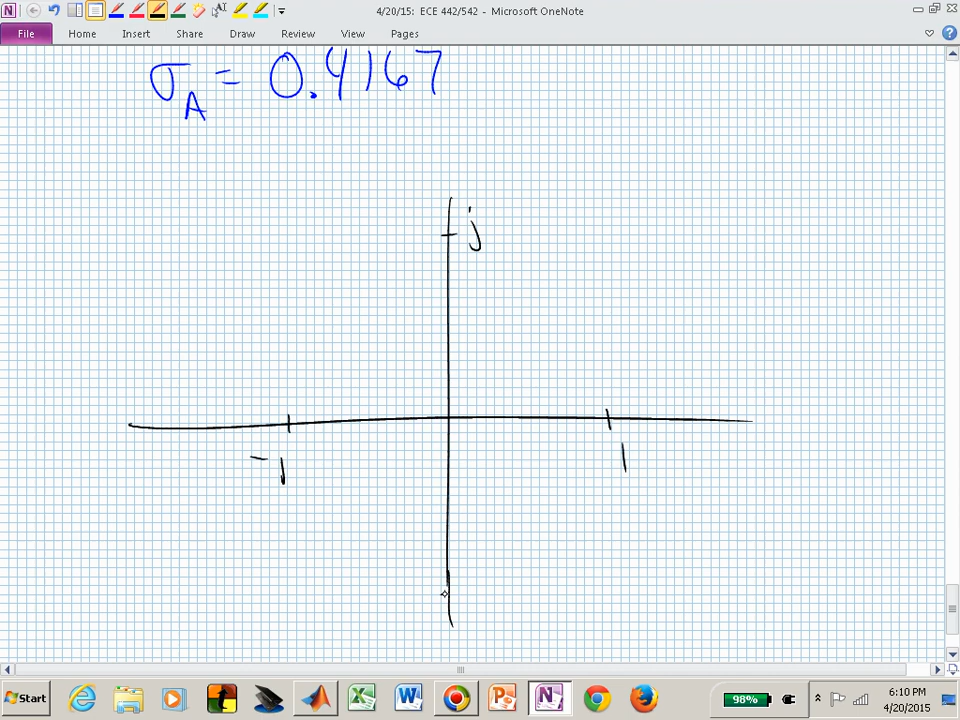 4/20/15: ECE 442/542 - Microsoft OneNote
File Home Insert Share Draw Review View Pages
σA = 0.4167
j
-1 1
Start 98% 6:10 PM
4/20/2015